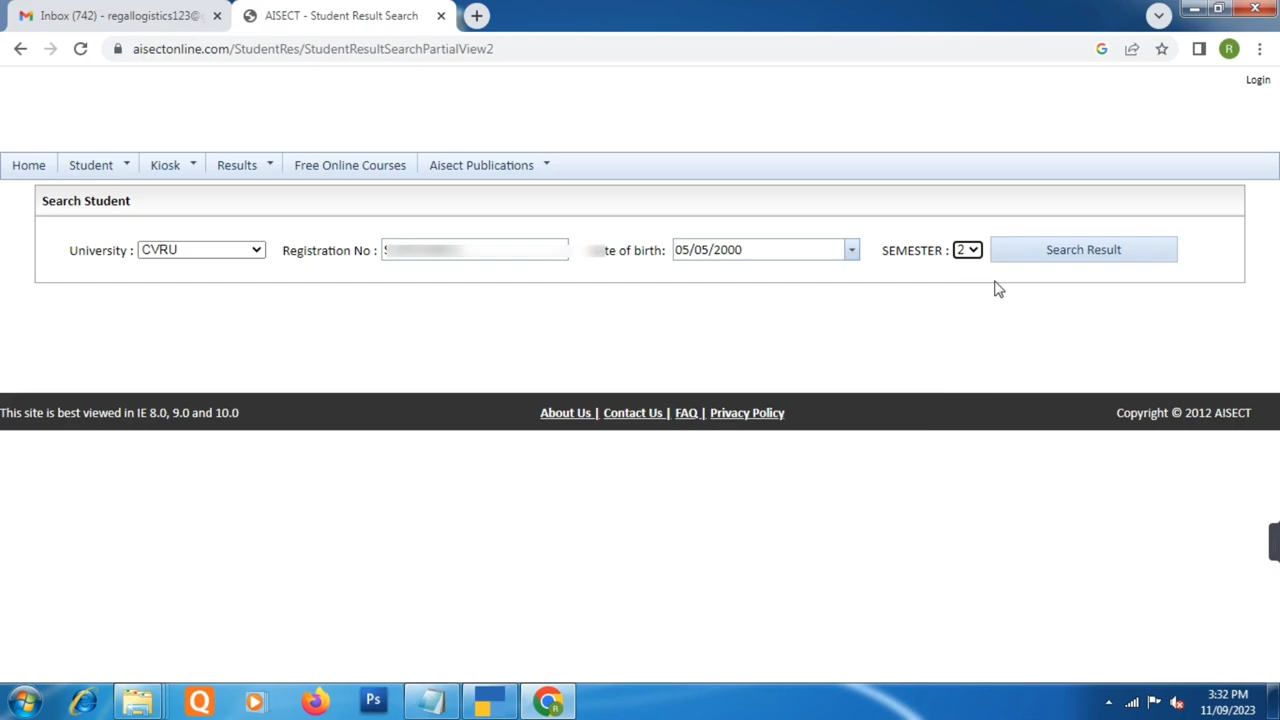 Inbox (742) - regallogistics123@
AISECT - Student Result Search
aisectonline.com/StudentRes/StudentResultSearchPartialView2
G
R
Login
Home
Student
Kiosk
Results
Free Online Courses
Aisect Publications
Search Student
University :
CVRU
Registration No :
te of birth:
05/05/2000
SEMESTER :
2
Search Result
This site is best viewed in IE 8.0, 9.0 and 10.0
About Us |
Contact Us |
FAQ |
Privacy Policy
Copyright © 2012 AISECT
Q
Ps
R
3:32 PM
11/09/2023